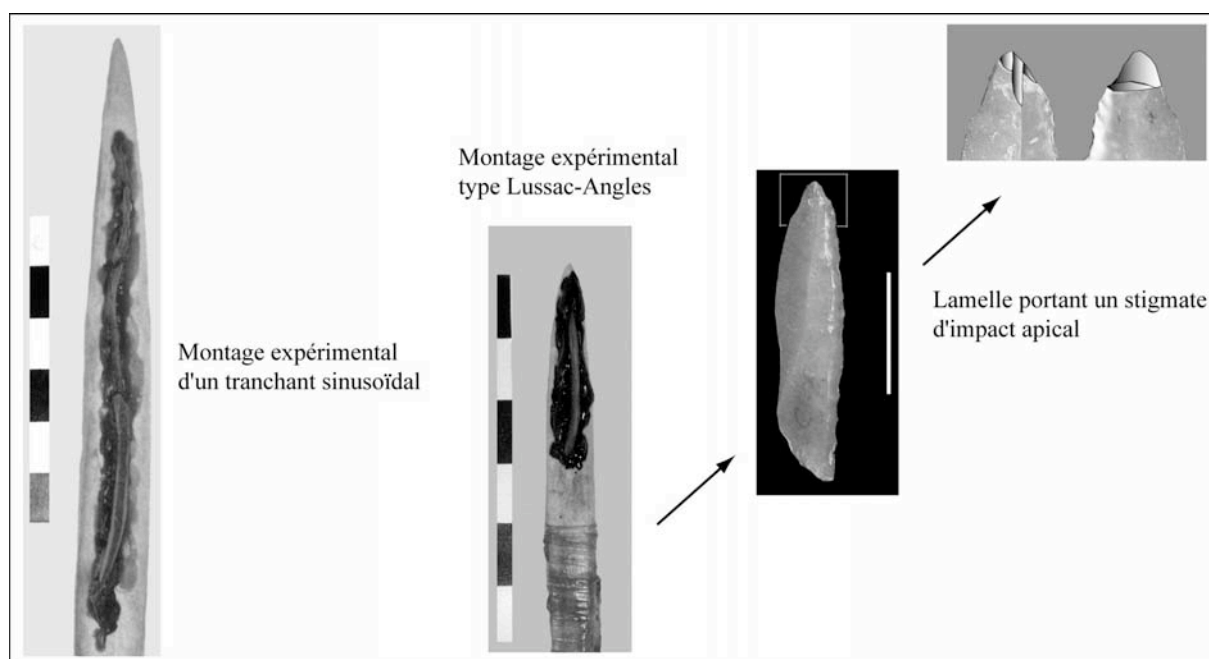 Montage expérimental
d'un tranchant sinusoïdal
Montage expérimental
type Lussac-Angles
Lamelle portant un stigmate
d'impact apical